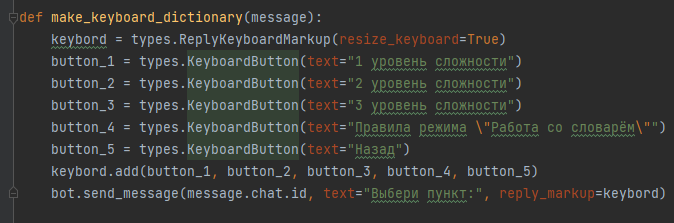 def make_keyboard_dictionary(message):
    keybord = types.ReplyKeyboardMarkup(resize_keyboard=True)
    button_1 = types.KeyboardButton(text="1 уровень сложности")
    button_2 = types.KeyboardButton(text="2 уровень сложности")
    button_3 = types.KeyboardButton(text="3 уровень сложности")
    button_4 = types.KeyboardButton(text="Правила режима \"Работа со словарём\"")
    button_5 = types.KeyboardButton(text="Назад")
    keybord.add(button_1, button_2, button_3, button_4, button_5)
    bot.send_message(message.chat.id, text="Выбери пункт:", reply_markup=keybord)